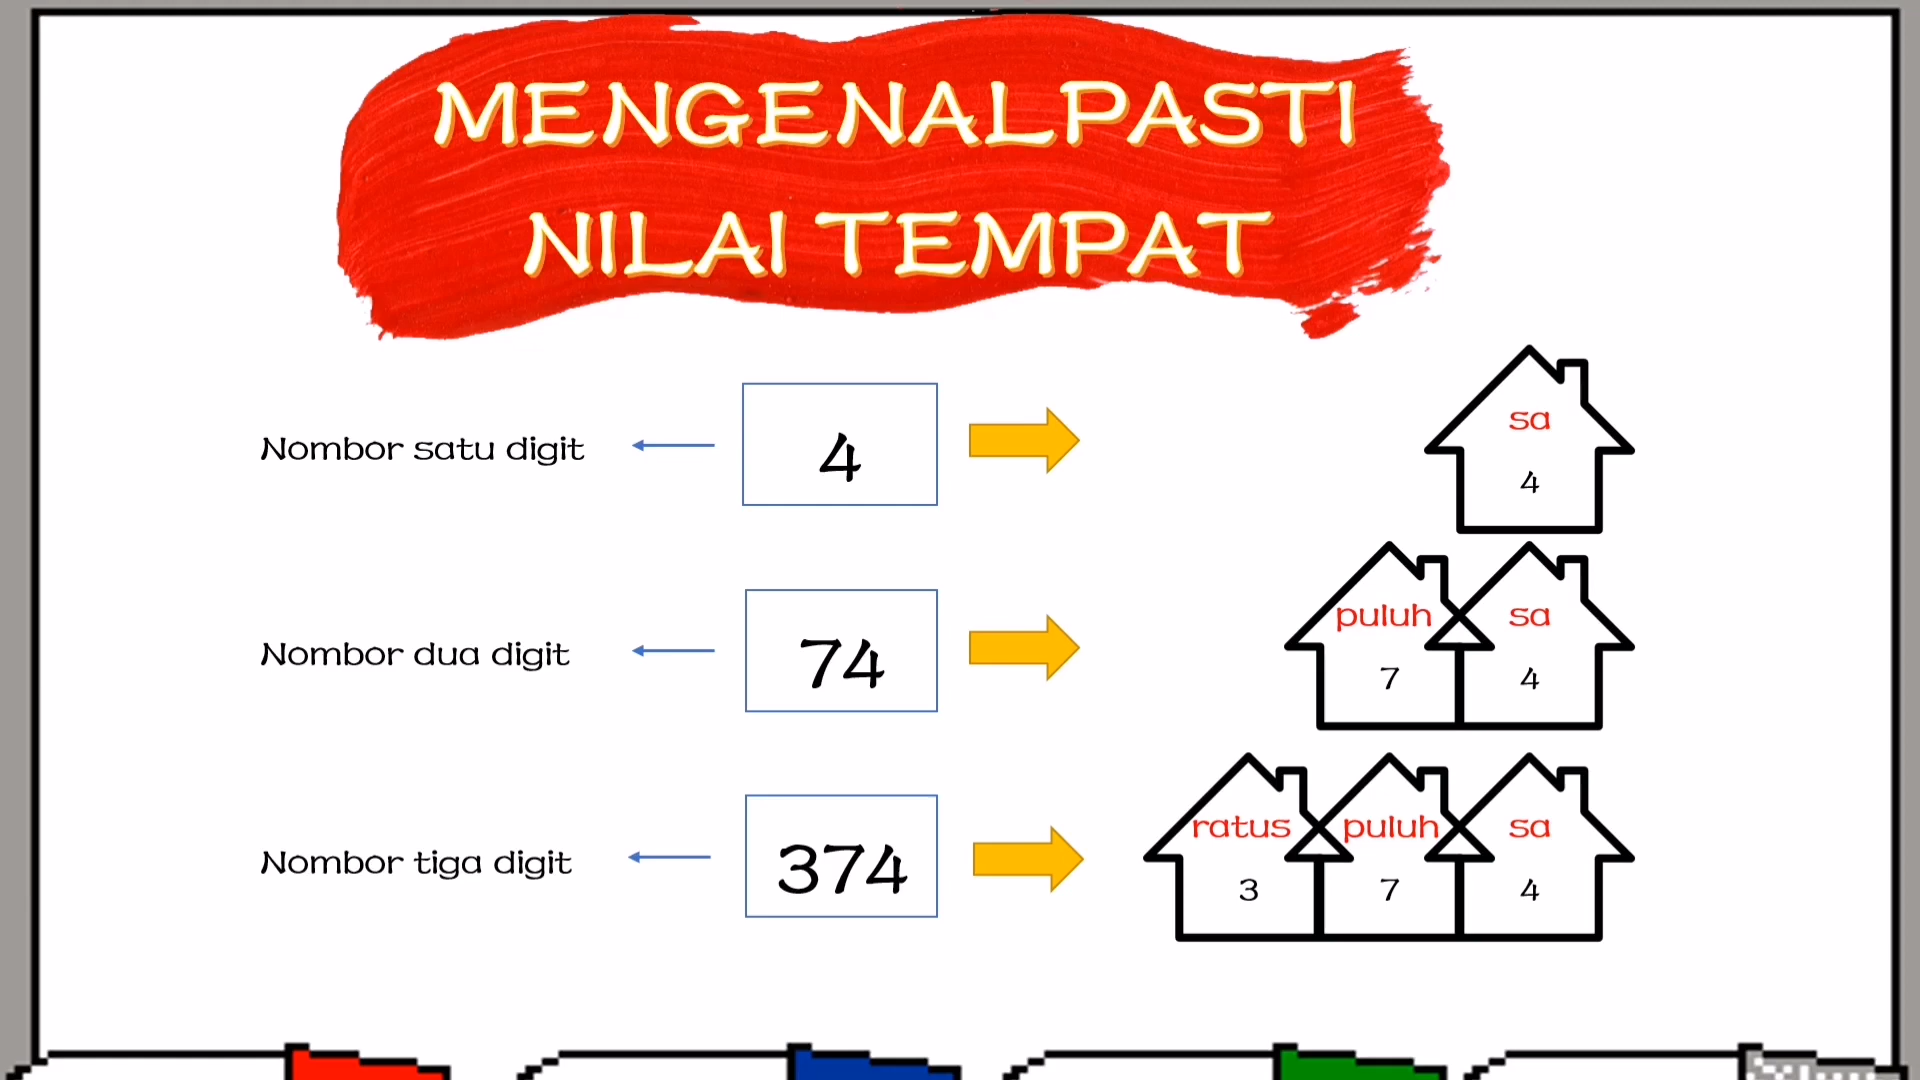 MENGENALPASTI
NILAI TEMPAT
Nombor satu digit
4
sa
4
Nombor dua digit
74
puluh
sa
7
4
Nombor tiga digit
374
ratus
puluh
sa
3
7
4